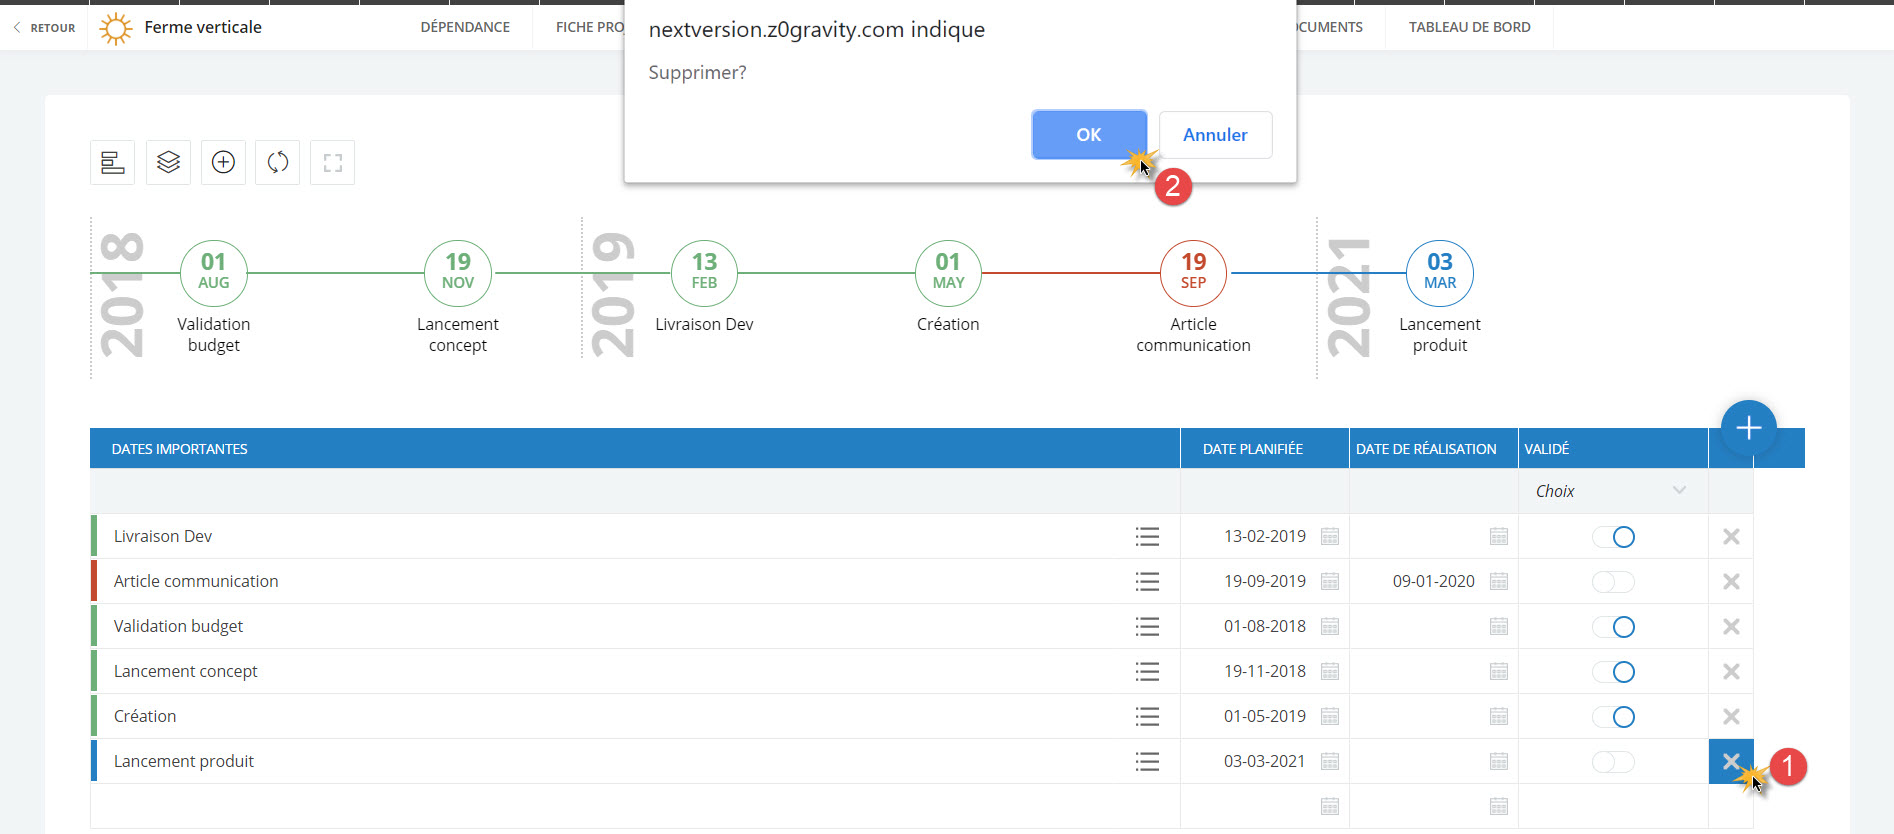 RETOUR
Ferme verticale
DÉPENDANCE
FICHE PRO
nextversion.z0gravity.com indique
Supprimer?
OK
Annuler
2
OCUMENTS
TABLEAU DE BORD
2018
01
AUG
Validation
budget
19
NOV
Lancement
concept
2019
13
FEB
Livraison Dev
01
MAY
Création
19
SEP
Article
communication
2021
03
MAR
Lancement
produit
DATES IMPORTANTES DATE PLANIFIÉE DATE DE RÉALISATION VALIDÉ
Choix
Livraison Dev 13-02-2019
Article communication 19-09-2019 09-01-2020
Validation budget 01-08-2018
Lancement concept 19-11-2018
Création 01-05-2019
Lancement produit 03-03-2021
1